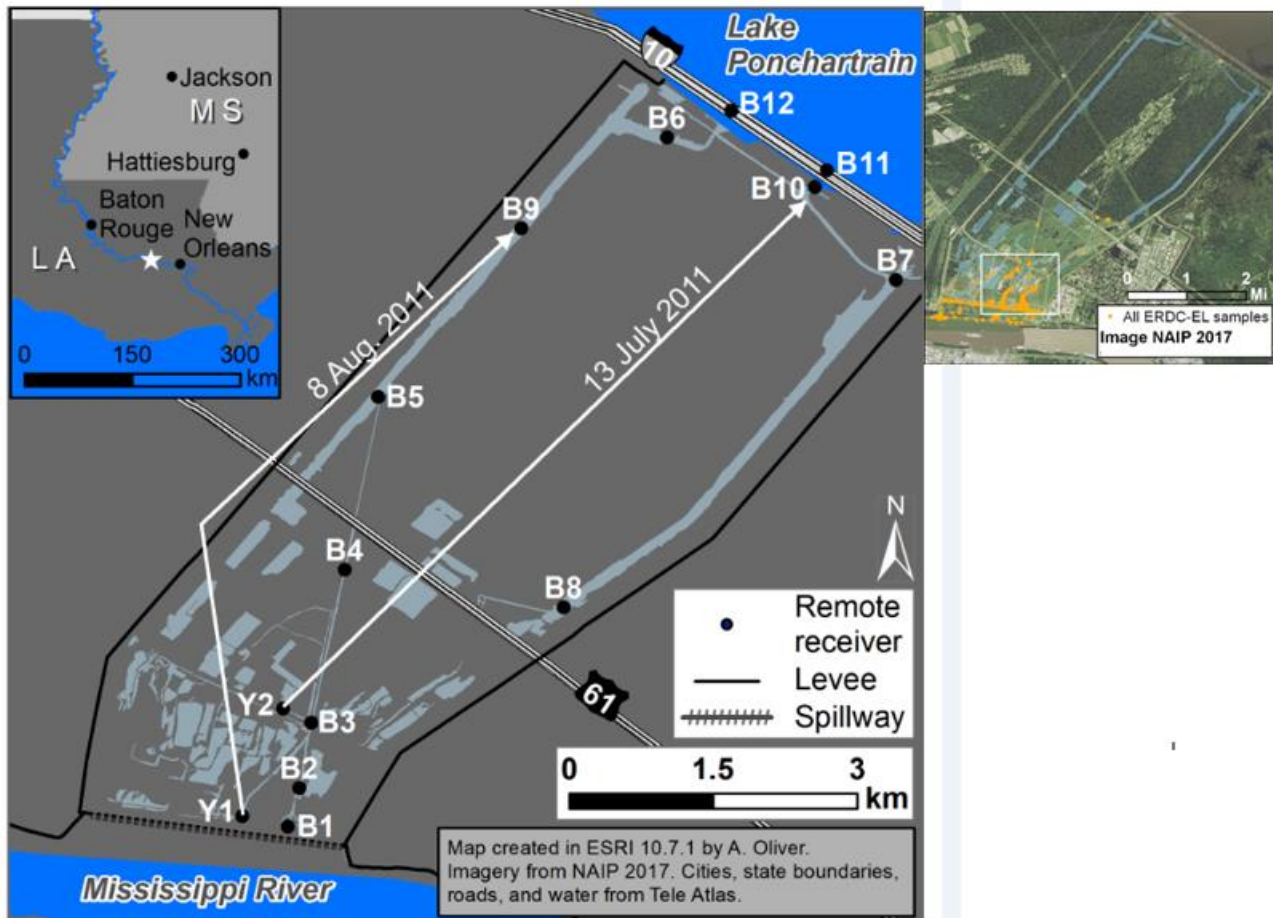 Lake
Ponchartrain
10
Jackson
M S
Hattiesburg
Baton
Rouge
New
Orleans
L A
0 150 300
km
B12
B6
B11
B10
B9
B7
8 Aug. 2011
13 July 2011
B5
B4
B8
61
Y2
B3
B2
Y1
B1
N
Remote
receiver
Levee
Spillway
0 1.5 3
km
Map created in ESRI 10.7.1 by A. Oliver.
Imagery from NAIP 2017. Cities, state boundaries,
roads, and water from Tele Atlas.
Mississippi River
0 1 2
Mi
All ERDC-EL samples
Image NAIP 2017